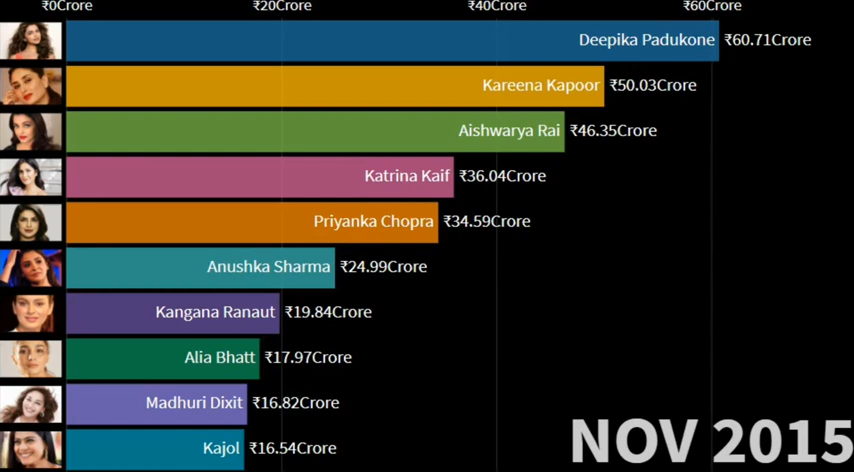 ₹0Crore ₹20Crore ₹40Crore ₹60Crore
Deepika Padukone ₹60.71Crore
Kareena Kapoor ₹50.03Crore
Aishwarya Rai ₹46.35Crore
Katrina Kaif ₹36.04Crore
Priyanka Chopra ₹34.59Crore
Anushka Sharma ₹24.99Crore
Kangana Ranaut ₹19.84Crore
Alia Bhatt ₹17.97Crore
Madhuri Dixit ₹16.82Crore
Kajol ₹16.54Crore
NOV 2015